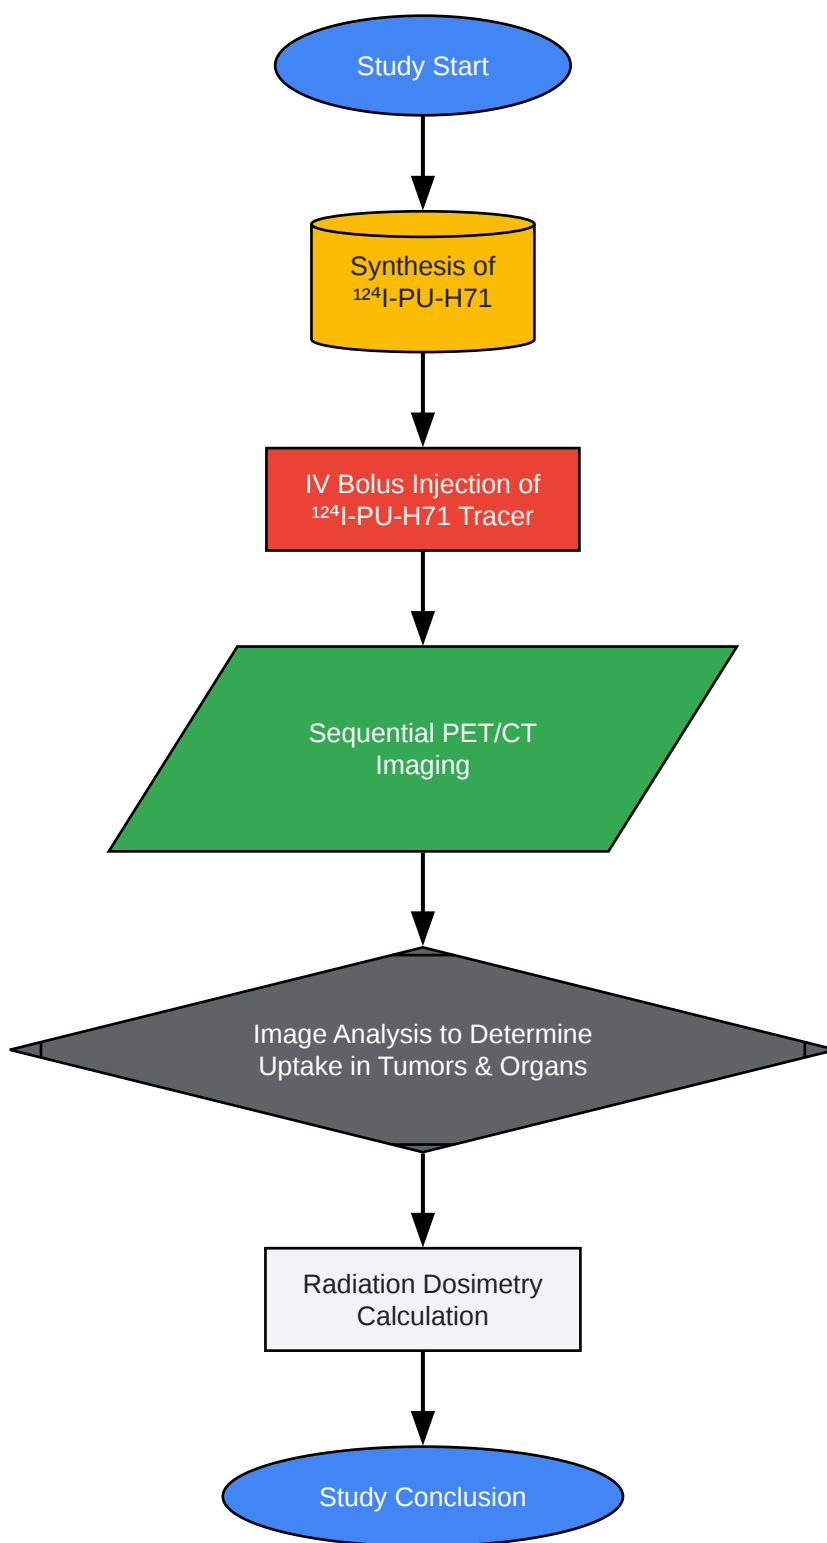 Study Start
Synthesis of
¹²⁴I-PU-H71
IV Bolus Injection of
¹²⁴I-PU-H71 Tracer
Sequential PET/CT
Imaging
Image Analysis to Determine
Uptake in Tumors & Organs
Radiation Dosimetry
Calculation
Study Conclusion